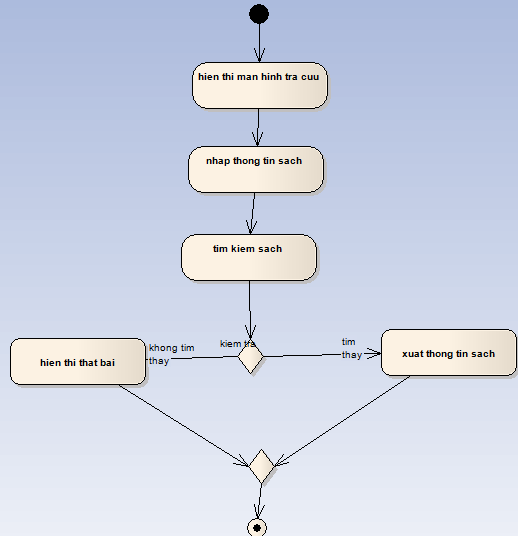 hien thi man hinh tra cuu
nhap thong tin sach
tim kiem sach
kiem tra
khong tim
thay
tim
thay
hien thi that bai
xuat thong tin sach